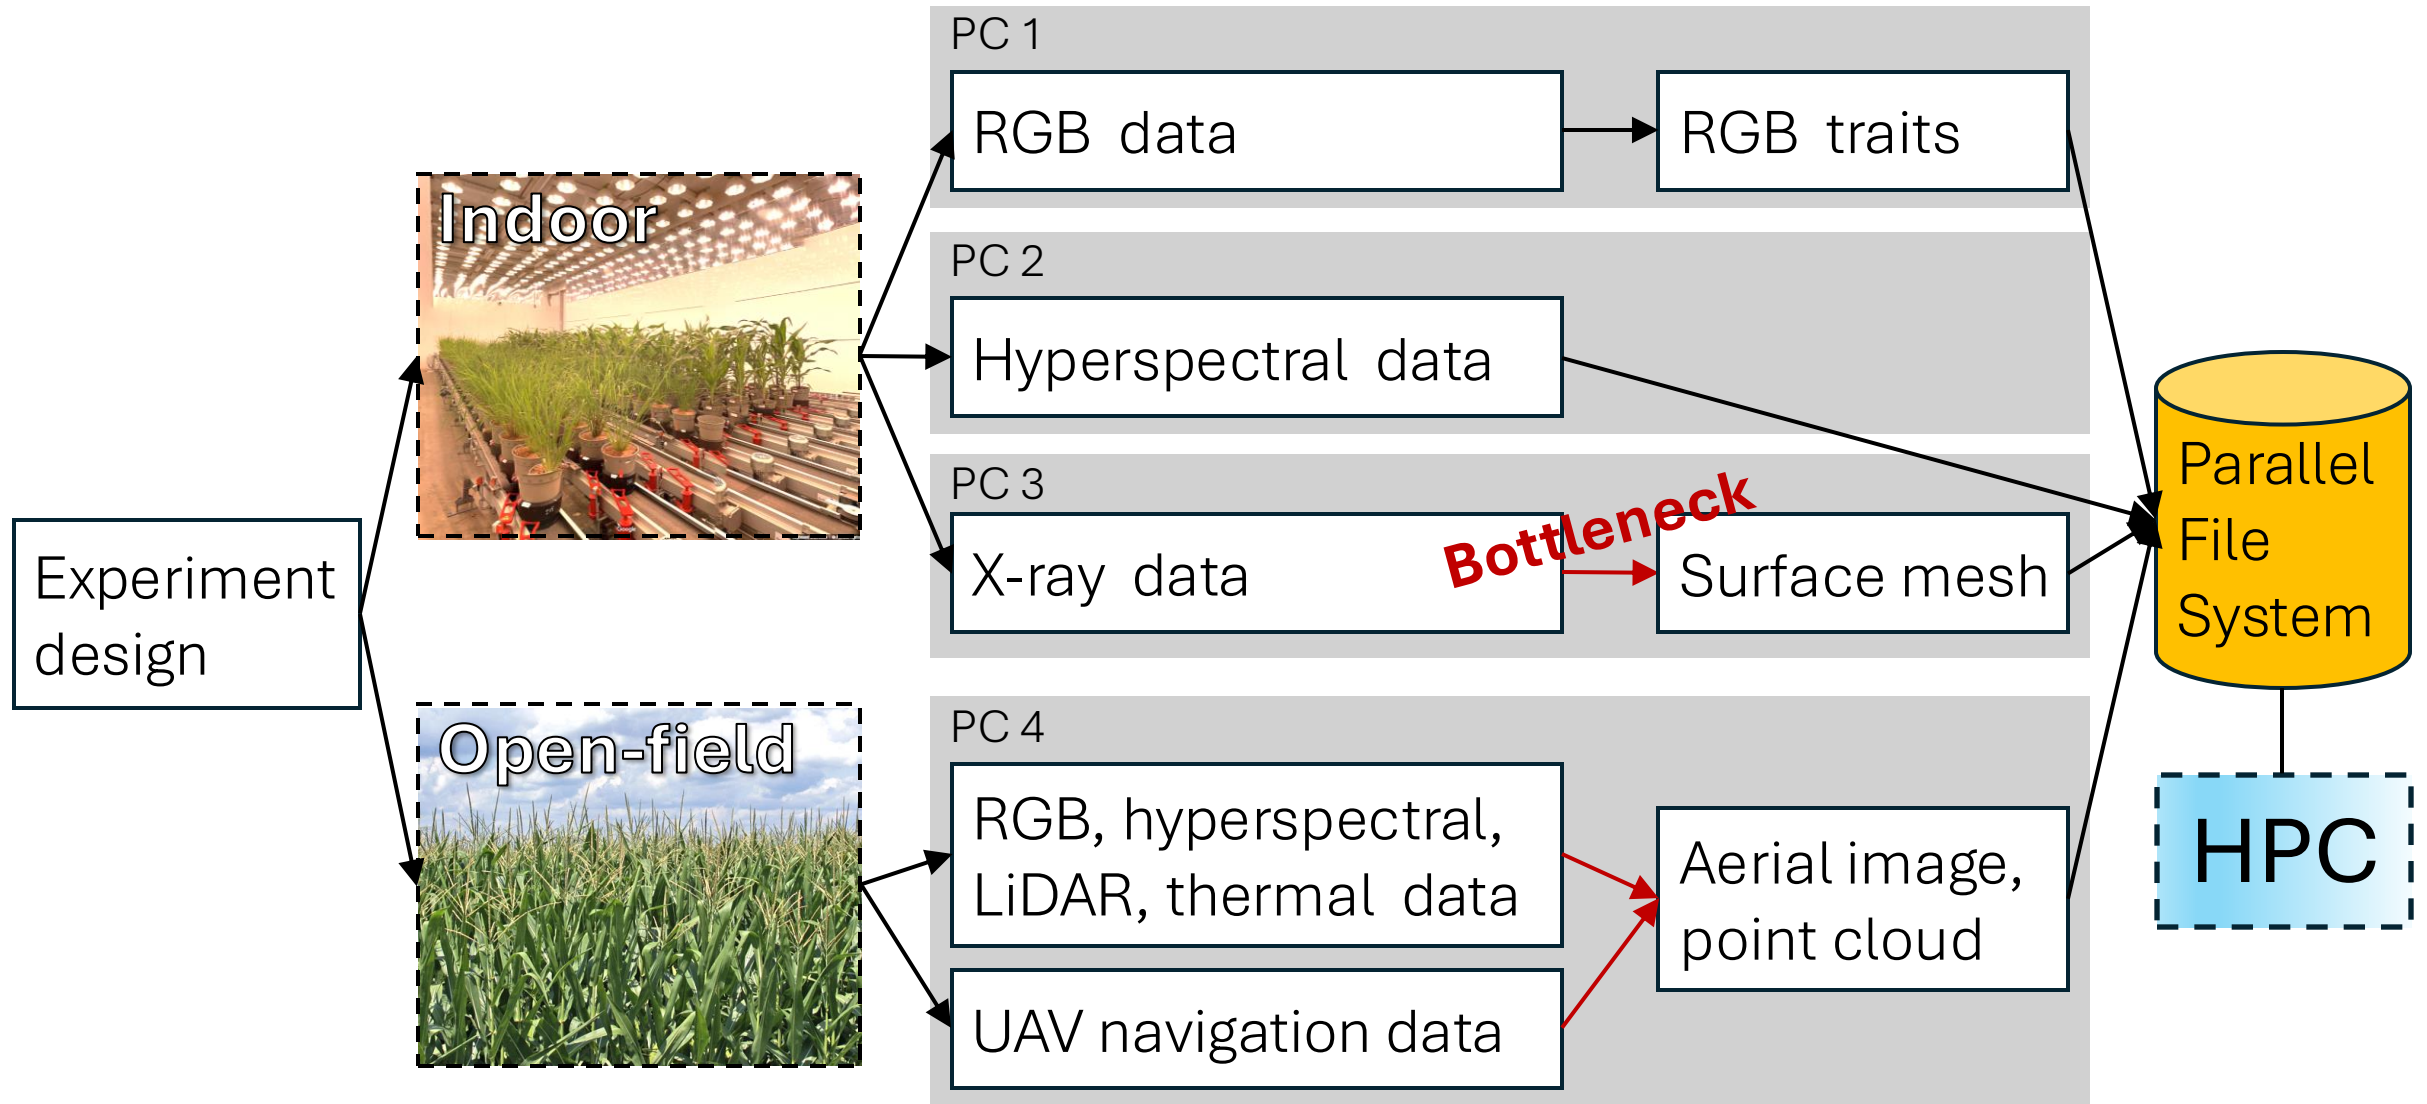 Experiment
design
Indoor
Open-field
PC 1
RGB data
RGB traits
PC 2
Hyperspectral data
PC 3
X-ray data
Bottleneck
Surface mesh
PC 4
RGB, hyperspectral,
LiDAR, thermal data
UAV navigation data
Aerial image,
point cloud
Parallel
File
System
HPC